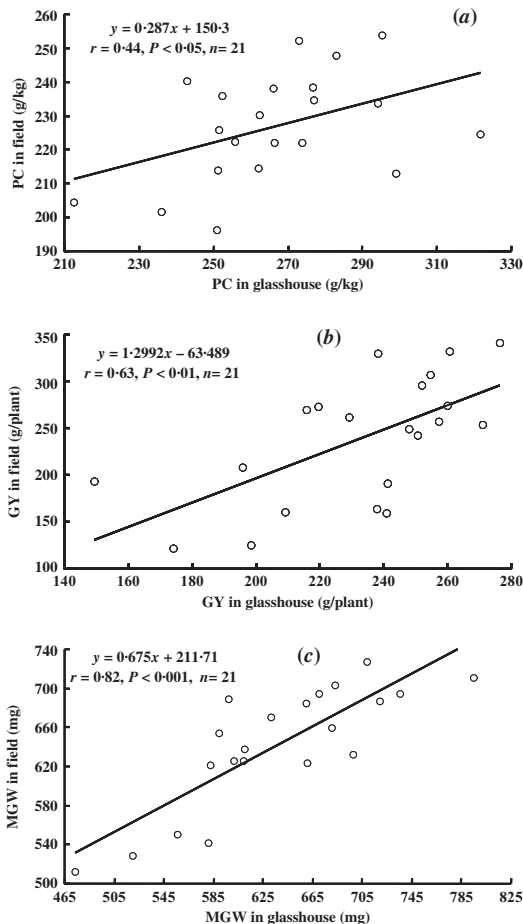 (a)
y = 0·287x + 150·3
r = 0·44, P < 0·05, n= 21
260
250
240
230
220
210
200
190
PC in field (g/kg)
210 230 250 270 290 310 330
PC in glasshouse (g/kg)
(b)
y = 1·2992x – 63·489
r = 0·63, P < 0·01, n= 21
350
300
250
200
150
100
GY in field (g/plant)
140 160 180 200 220 240 260 280
GY in glasshouse (g/plant)
(c)
y = 0·675x + 211·71
r = 0·82, P < 0·001, n= 21
740
700
660
620
580
540
500
MGW in field (mg)
465 505 545 585 625 665 705 745 785 825
MGW in glasshouse (mg)